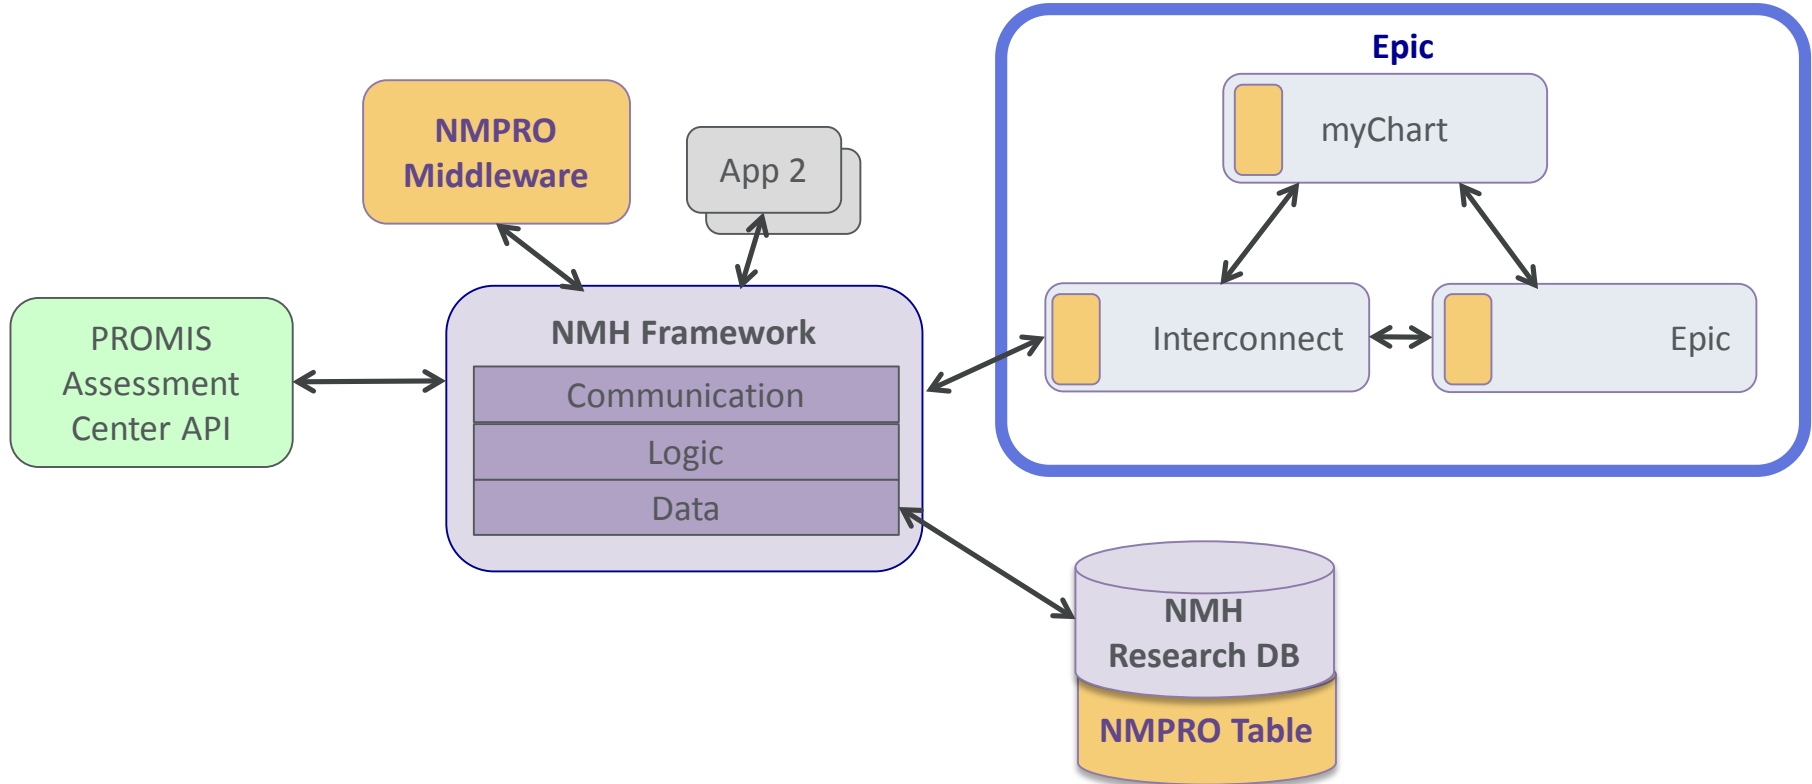 Epic
NMPRO
Middleware
App 2
myChart
PROMIS
Assessment
Center API
NMH Framework
Communication
Logic
Data
Interconnect
Epic
NMH
Research DB
NMPRO Table